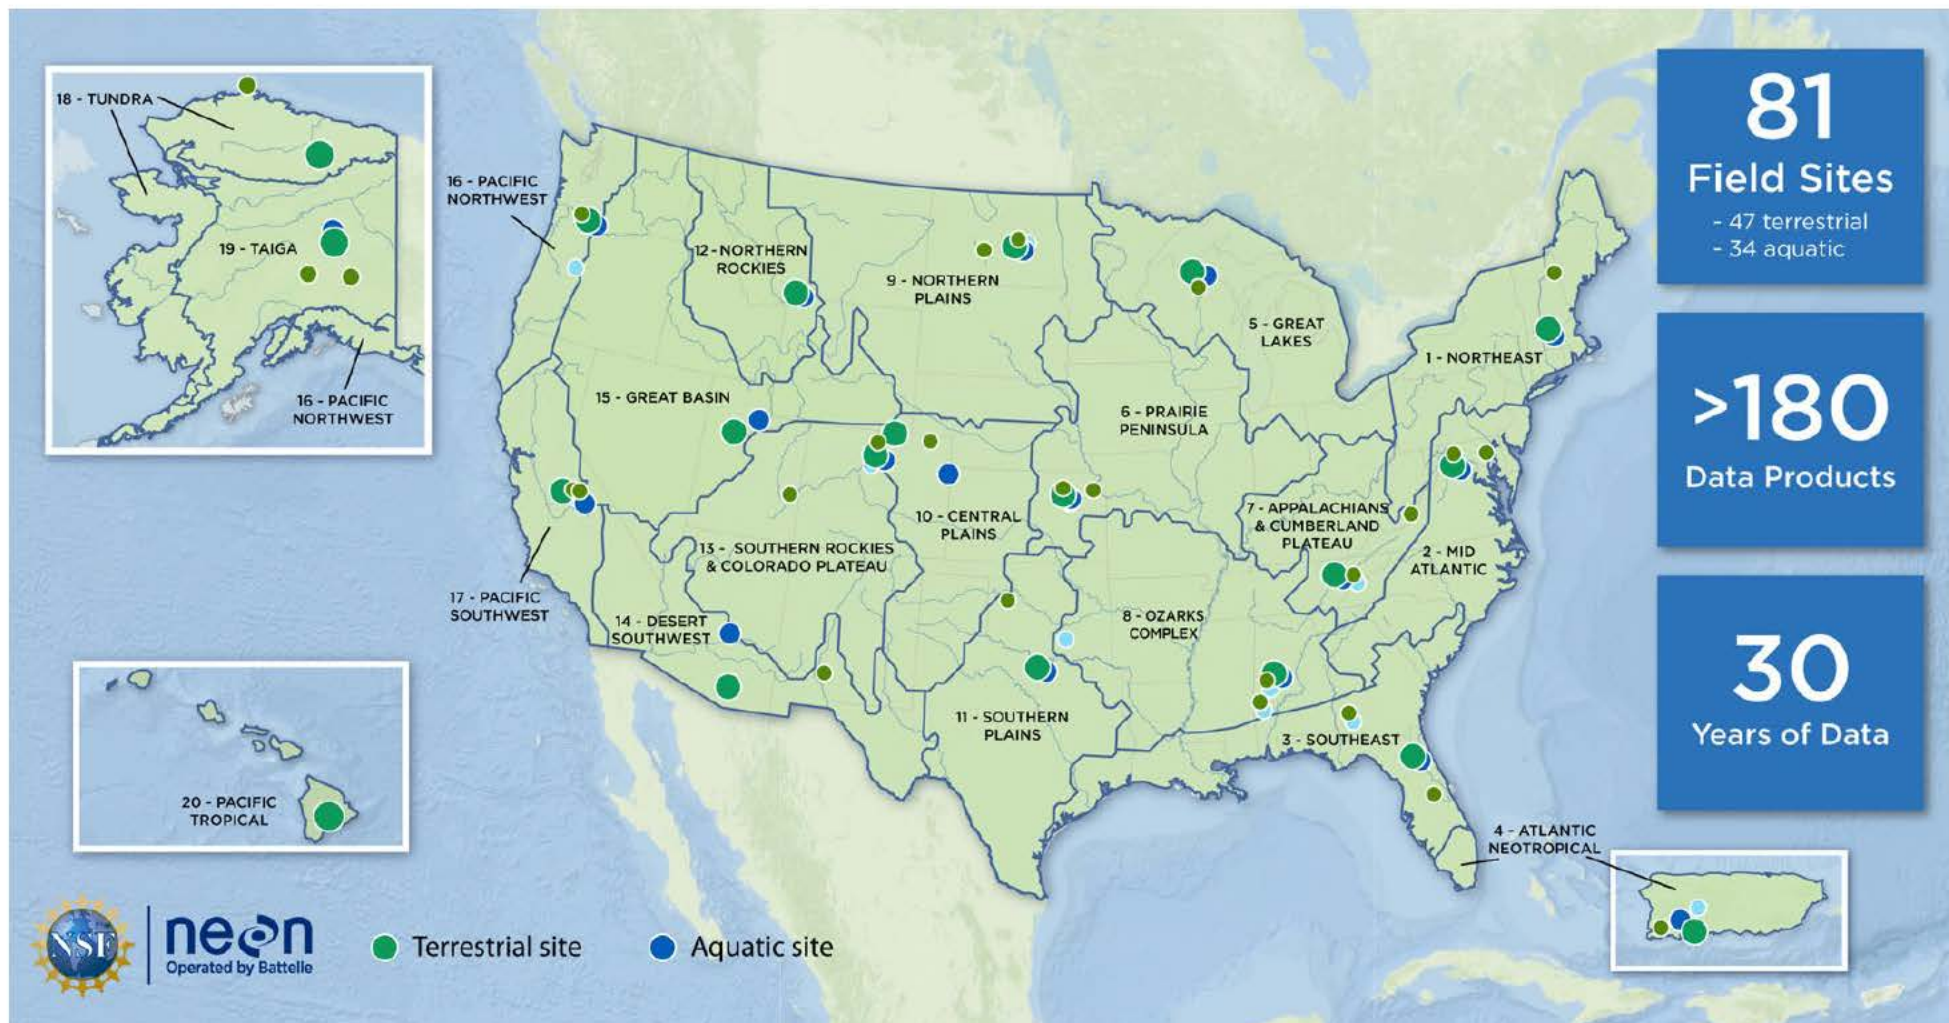 18 - TUNDRA
19 - TAIGA
16 - PACIFIC
NORTHWEST
16 - PACIFIC
NORTHWEST
12 - NORTHERN
ROCKIES
9 - NORTHERN
PLAINS
5 - GREAT
LAKES
1 - NORTHEAST
15 - GREAT BASIN
6 - PRAIRIE
PENINSULA
10 - CENTRAL
PLAINS
7 - APPALACHIANS
& CUMBERLAND
PLATEAU
2 - MID
ATLANTIC
13 - SOUTHERN ROCKIES
& COLORADO PLATEAU
17 - PACIFIC
SOUTHWEST
14 - DESERT
SOUTHWEST
8 - OZARKS
COMPLEX
11 - SOUTHERN
PLAINS
3 - SOUTHEAST
20 - PACIFIC
TROPICAL
4 - ATLANTIC
NEOTROPICAL
81
Field Sites
- 47 terrestrial
- 34 aquatic
>180
Data Products
30
Years of Data
NSF
neon
Operated by Battelle
Terrestrial site
Aquatic site